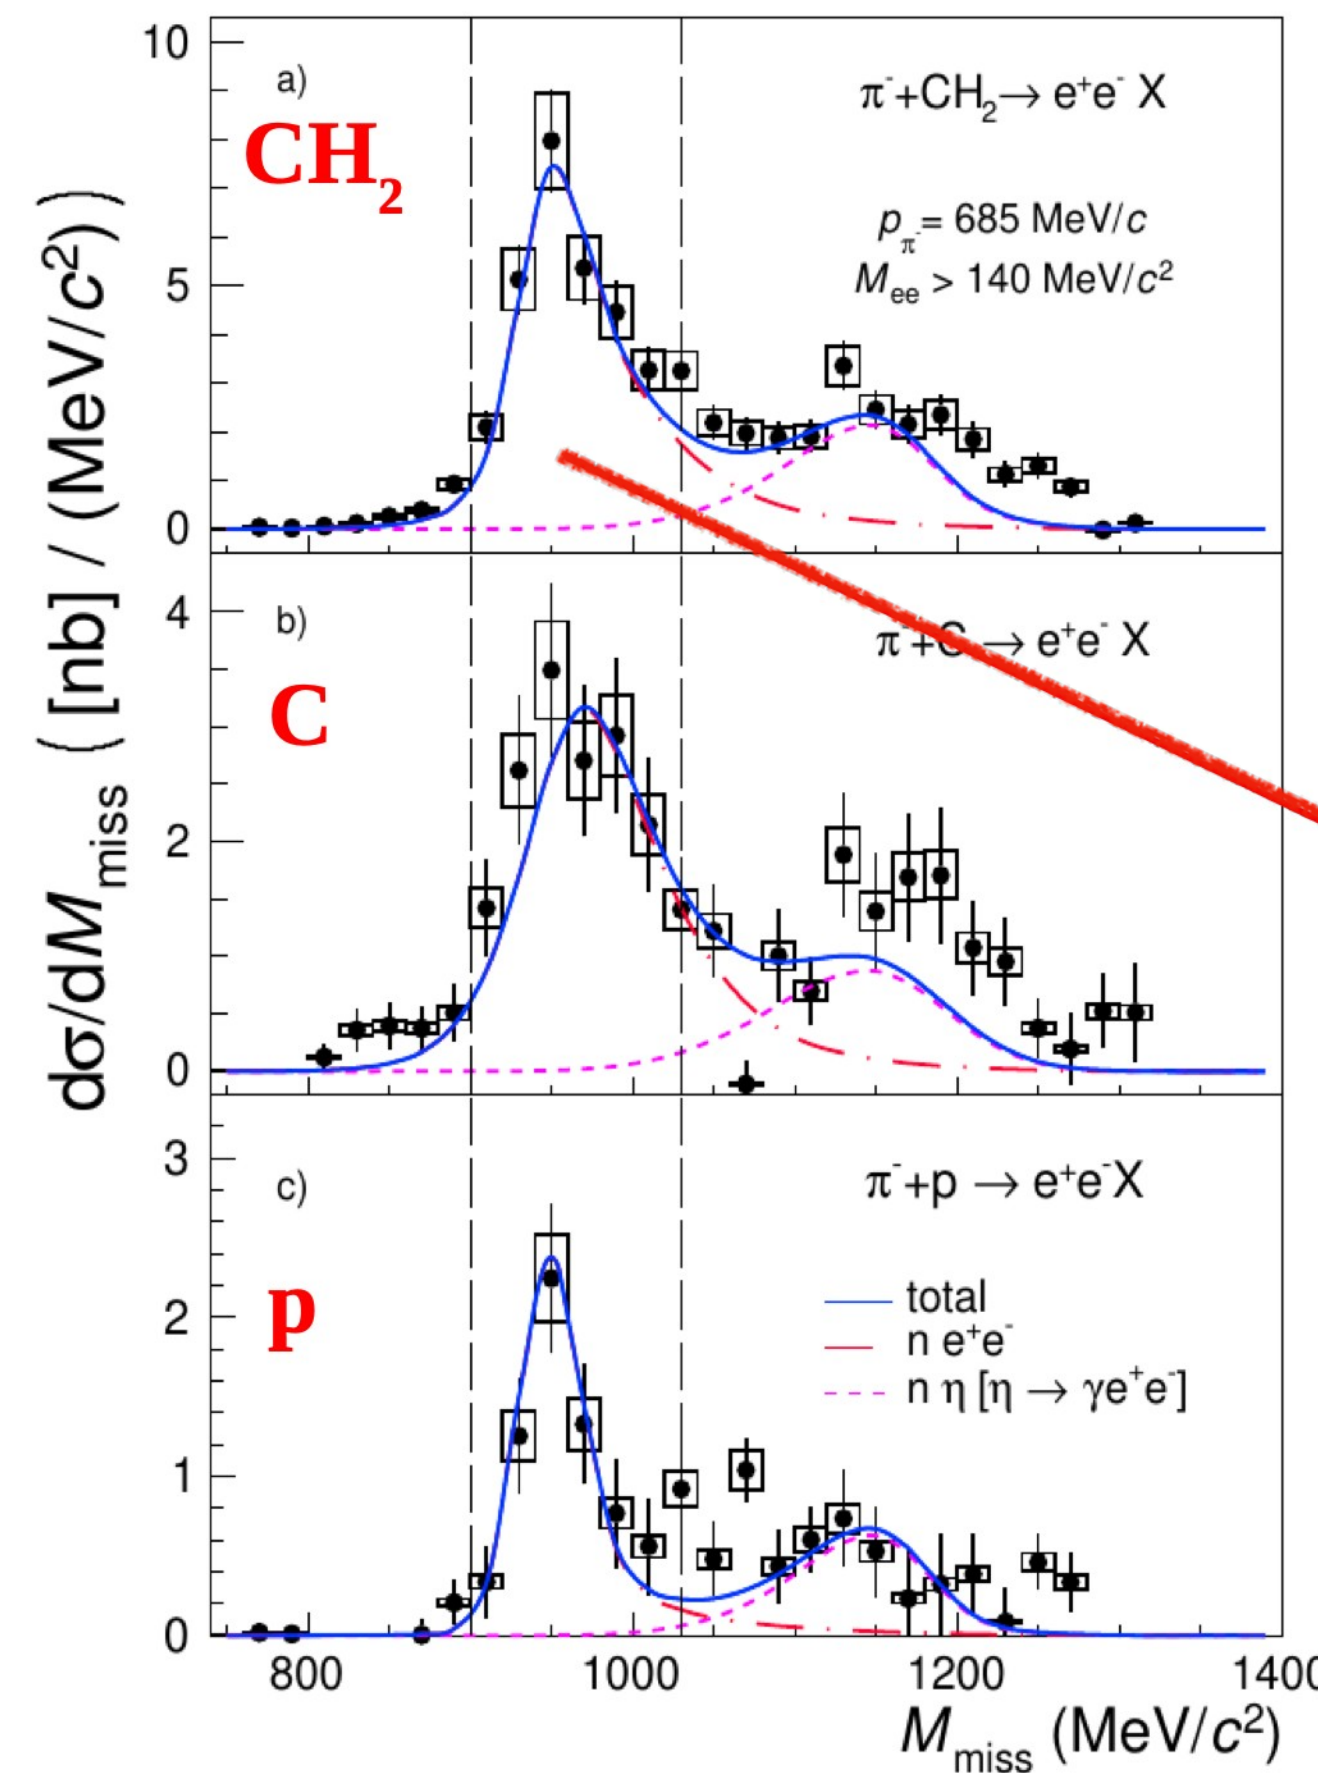 dσ/dM_miss ( [nb] / (MeV/c²) )
10
5
0
a)
CH₂
π⁻+CH₂→ e⁺e⁻ X
p_π⁻ = 685 MeV/c
M_ee > 140 MeV/c²
4
2
0
b)
C
π⁻+C → e⁺e⁻ X
3
2
1
0
c)
p
π⁻+p → e⁺e⁻X
total
n e⁺e⁻
n η [η → γe⁺e⁻]
800 1000 1200 1400
M_miss (MeV/c²)